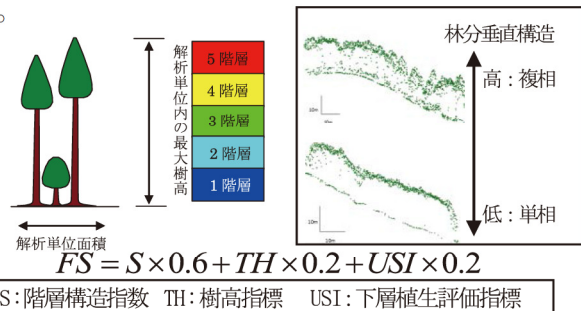 。
解析単位内の最大樹高
5階層
4階層
3階層
2階層
1階層
解析単位面積
林分垂直構造
高：複相
低：単相
10m
10m
10m
FS = S×0.6+TH×0.2+USI×0.2
S：階層構造指数 TH：樹高指標 USI：下層植生評価指標